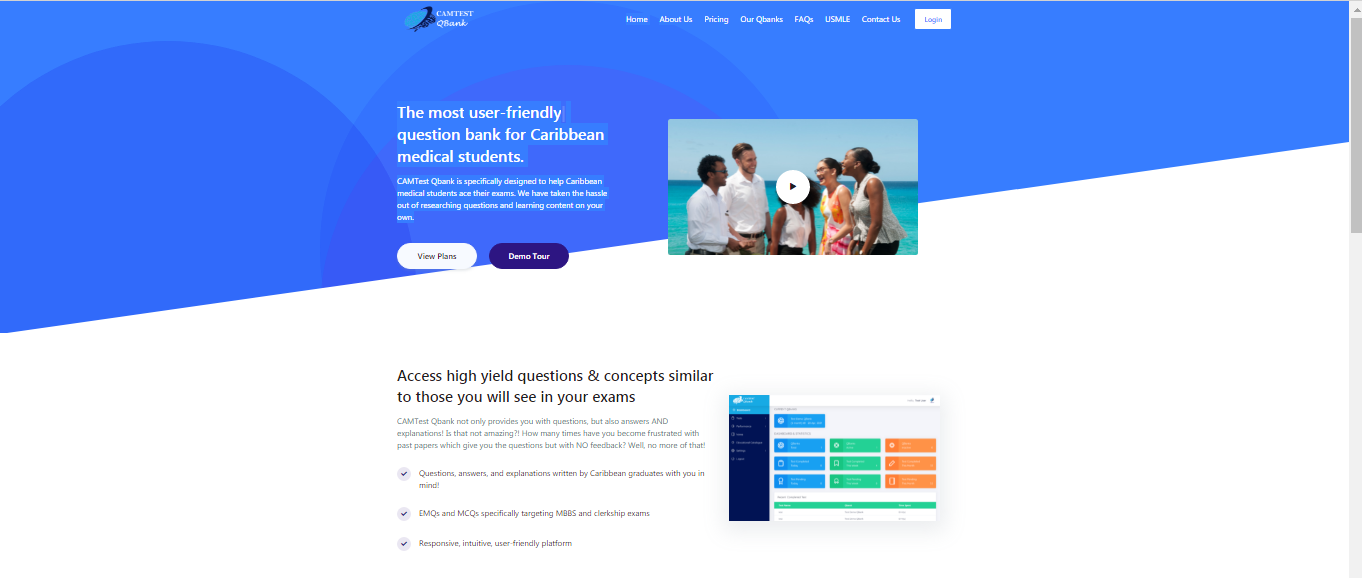 CAMTEST
QBank
Home About Us Pricing Our Qbanks FAQs USMLE Contact Us Login
The most user-friendly
question bank for Caribbean
medical students.
CAMTest Qbank is specifically designed to help Caribbean
medical students ace their exams. We have taken the hassle
out of researching questions and learning content on your
own.
View Plans Demo Tour
Access high yield questions & concepts similar
to those you will see in your exams
CAMTest Qbank not only provides you with questions, but also answers AND
explanations! Is that not amazing?! How many times have you become frustrated with
past papers which give you the questions but with NO feedback? Well, no more of that!
Questions, answers, and explanations written by Caribbean graduates with you in
mind!
EMQs and MCQs specifically targeting MBBS and clerkship exams
Responsive, intuitive, user-friendly platform